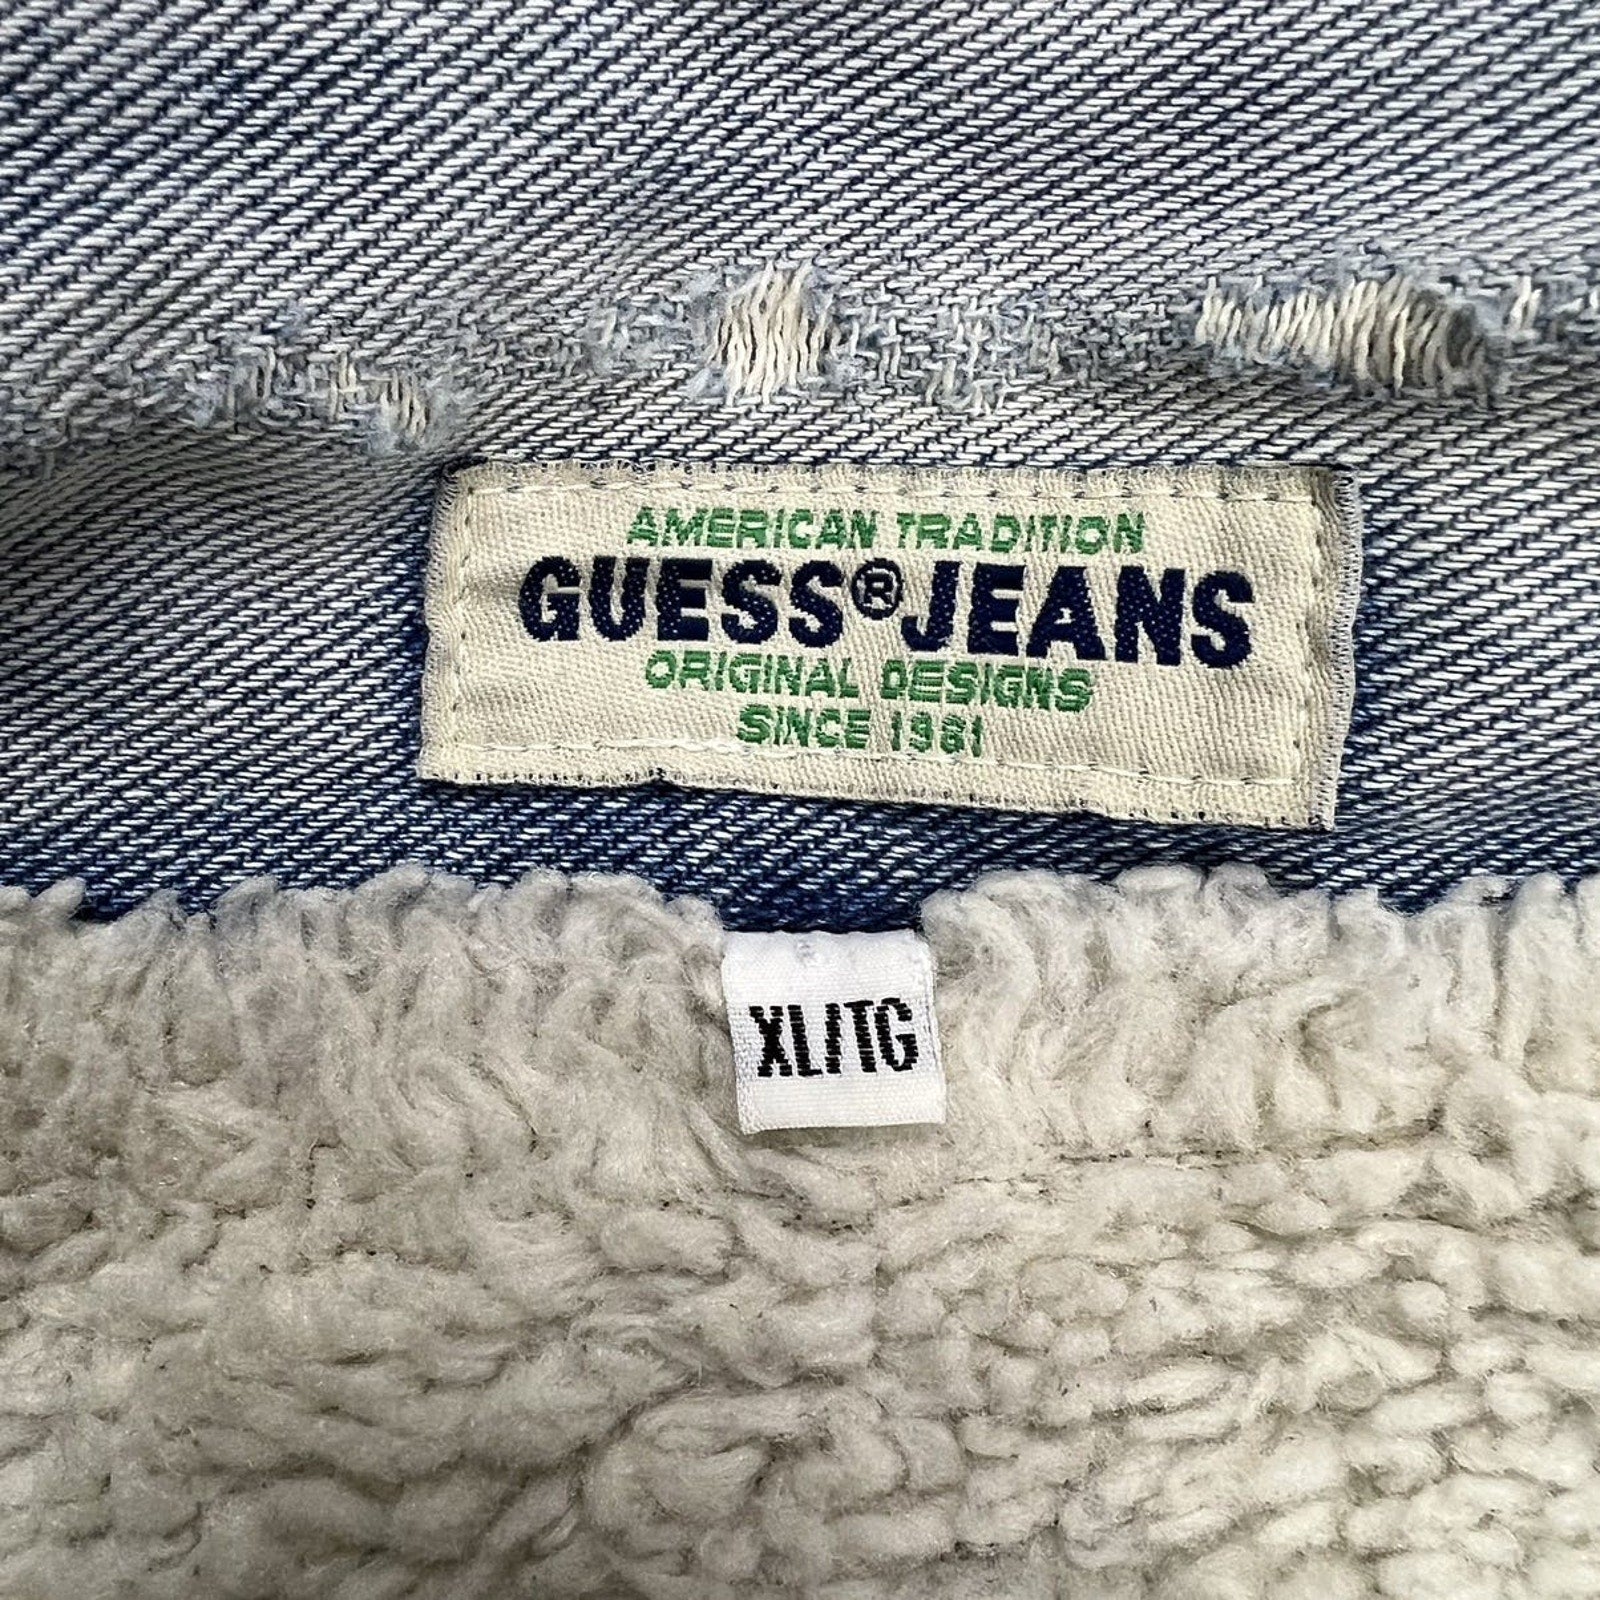 AMERICAN TRADITION
GUESS® JEANS
ORIGINAL DESIGNS
SINCE 1981
XL/TG